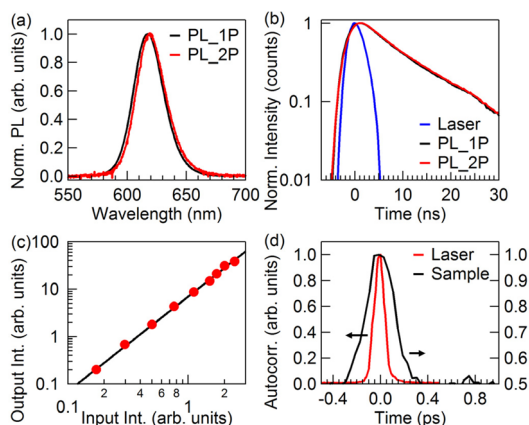 (a)
PL_1P
PL_2P
Norm. PL (arb. units)
1.0
0.8
0.6
0.4
0.2
0.0
550 600 650 700
Wavelength (nm)
(b)
Norm. Intensity (counts)
1
0.1
0.01
Laser
PL_1P
PL_2P
0 10 20 30
Time (ns)
(c)
Output Int. (arb. units)
100
10
1
0.1
0.1 2 4 6 8 1 2
Input Int. (arb. units)
(d)
Laser
Sample
Autocorr. (arb. units)
1.0
0.8
0.6
0.4
0.2
0.0
1.0
0.9
0.8
0.7
0.6
0.5
-0.4 0.0 0.4 0.8
Time (ps)